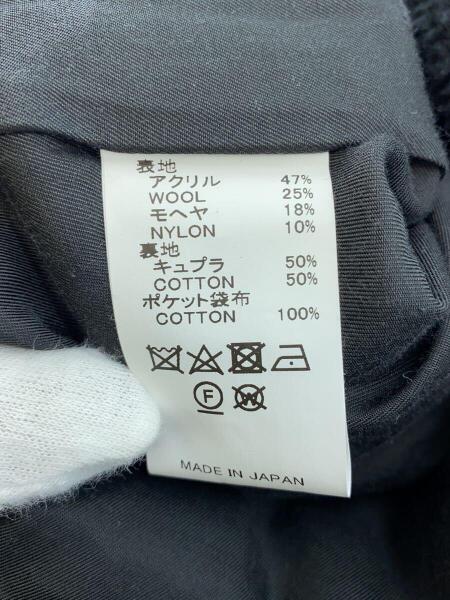 表地
アクリル 47%
WOOL 25%
モヘヤ 18%
NYLON 10%
裏地
キュプラ 50%
COTTON 50%
ポケット袋布
COTTON 100%
F W
MADE IN JAPAN